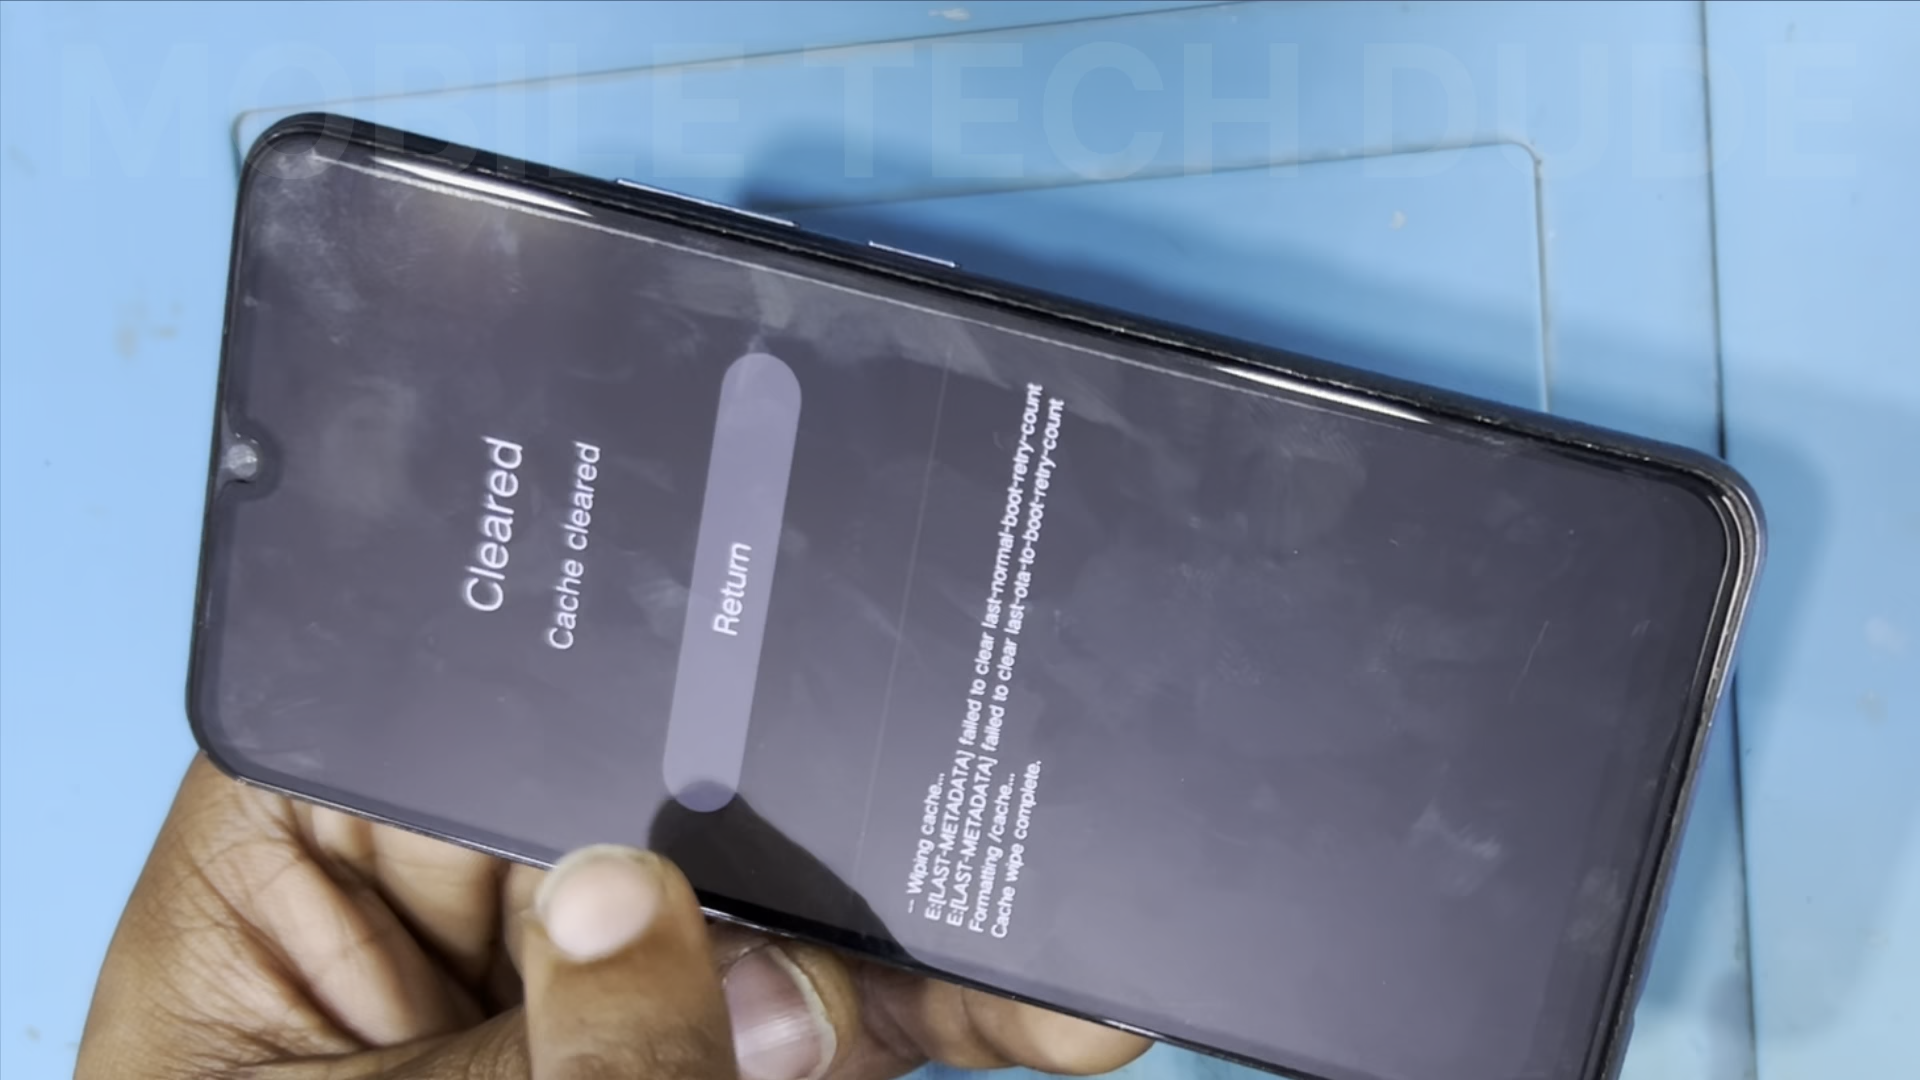 MOBILE TECH DUDE
Cleared
Cache cleared
Return
-- Wiping cache...
E:[LAST-METADATA] failed to clear last-normal-boot-retry-count
E:[LAST-METADATA] failed to clear last-ota-to-boot-retry-count
Formatting /cache...
Cache wipe complete.